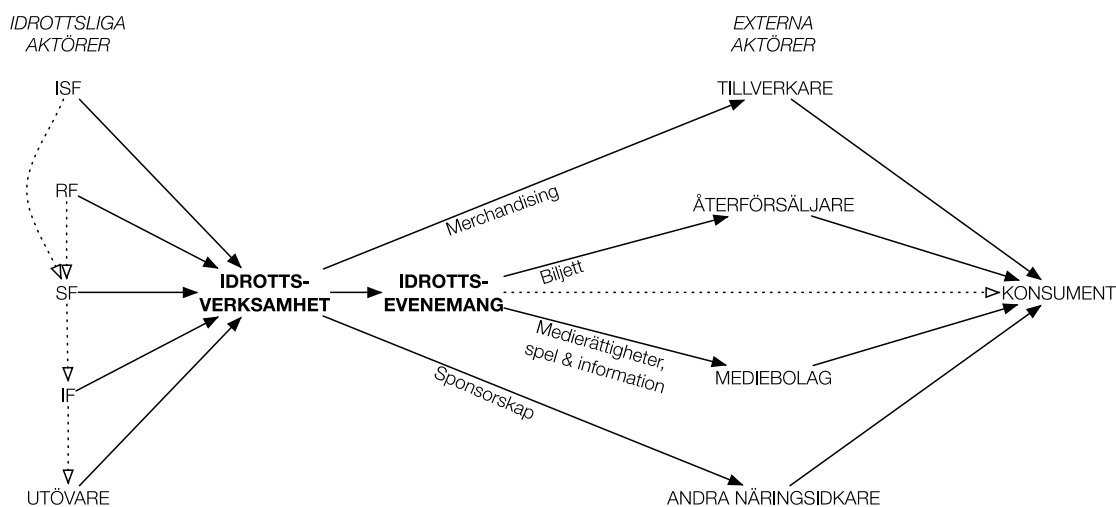 IDROTTSLIGA
AKTÖRER
EXTERNA
AKTÖRER
ISF
TILLVERKARE
RF
Merchandising
ÅTERFÖRSÄLJARE
Biljett
SF
IDROTTS-
VERKSAMHET
IDROTTS-
EVENEMANG
KONSUMENT
Medierättigheter,
spel & information
MEDIEBOLAG
IF
Sponsorskap
UTÖVARE
ANDRA NÄRINGSIDKARE